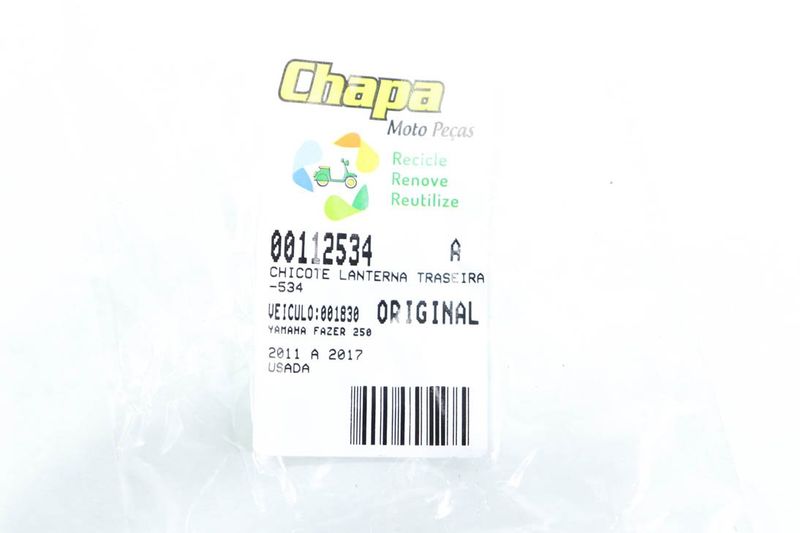 Chapa
Moto Peças
Recicle
Renove
Reutilize
00112534 A
CHICOTE LANTERNA TRASEIRA
-534
VEICULO:001830 ORIGINAL
YAMAHA FAZER 250
2011 A 2017
USADA